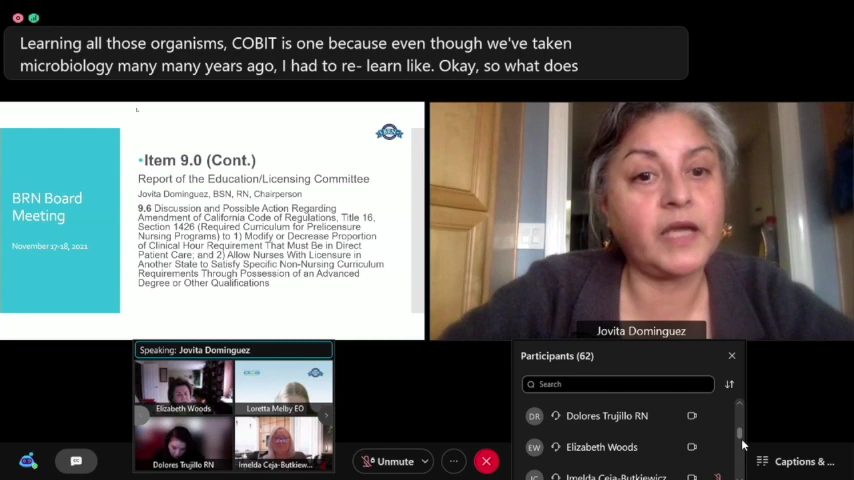 Learning all those organisms, COBIT is one because even though we've taken
microbiology many many years ago, I had to re- learn like. Okay, so what does
BRN Board
Meeting
November 17-18, 2021
•Item 9.0 (Cont.)
Report of the Education/Licensing Committee
Jovita Dominguez, BSN, RN, Chairperson
9.6 Discussion and Possible Action Regarding
Amendment of California Code of Regulations, Title 16,
Section 1426 (Required Curriculum for Prelicensure
Nursing Programs) to 1) Modify or Decrease Proportion
of Clinical Hour Requirement That Must Be in Direct
Patient Care; and 2) Allow Nurses With Licensure in
Another State to Satisfy Specific Non-Nursing Curriculum
Requirements Through Possession of an Advanced
Degree or Other Qualifications
BRN
Jovita Dominguez
Speaking: Jovita Dominguez
Elizabeth Woods
Loretta Melby EO
Dolores Trujillo RN
Imelda Ceja-Butkiew...
Participants (62)
Search
DR Dolores Trujillo RN
EW Elizabeth Woods
Imelda Ceja-Butkiewicz
Unmute
Captions & ...